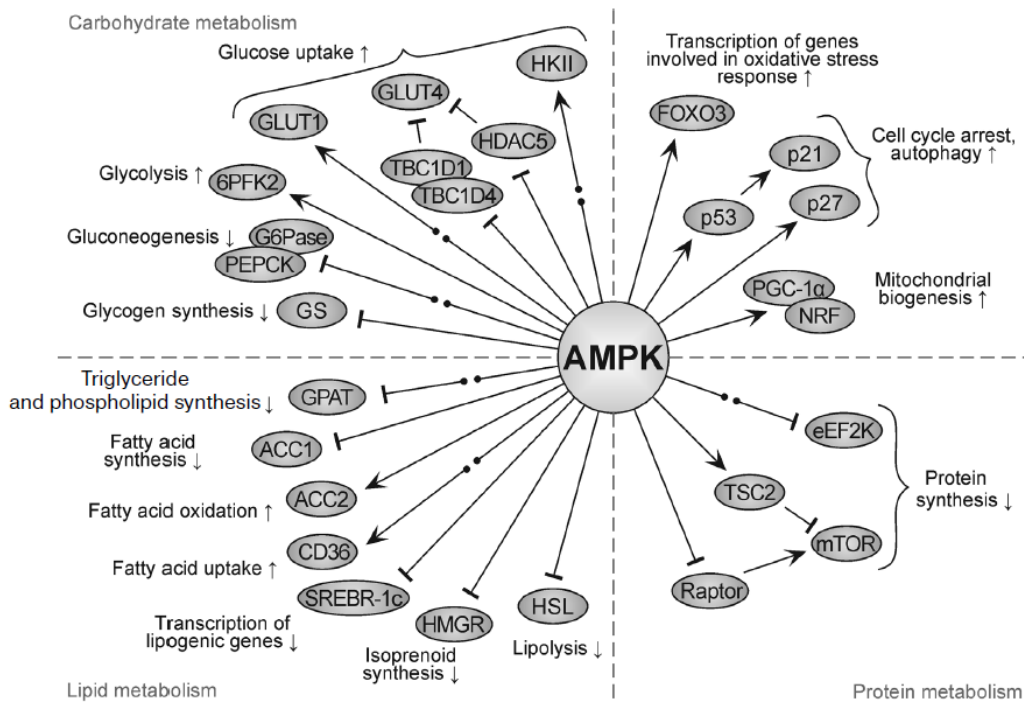 Carbohydrate metabolism
Glucose uptake ↑
HKII
GLUT4
GLUT1
HDAC5
TBC1D1
TBC1D4
Glycolysis ↑
6PFK2
Gluconeogenesis ↓
G6Pase
PEPCK
Glycogen synthesis ↓
GS
Transcription of genes
involved in oxidative stress
response ↑
FOXO3
p21
Cell cycle arrest,
autophagy ↑
p53
p27
PGC-1α
NRF
Mitochondrial
biogenesis ↑
AMPK
Triglyceride
and phospholipid synthesis ↓
GPAT
Fatty acid
synthesis ↓
ACC1
Fatty acid oxidation ↑
ACC2
Fatty acid uptake ↑
CD36
SREBR-1c
Transcription of
lipogenic genes ↓
HMGR
Isoprenoid
synthesis ↓
HSL
Lipolysis ↓
Lipid metabolism
eEF2K
TSC2
mTOR
Raptor
Protein
synthesis ↓
Protein metabolism